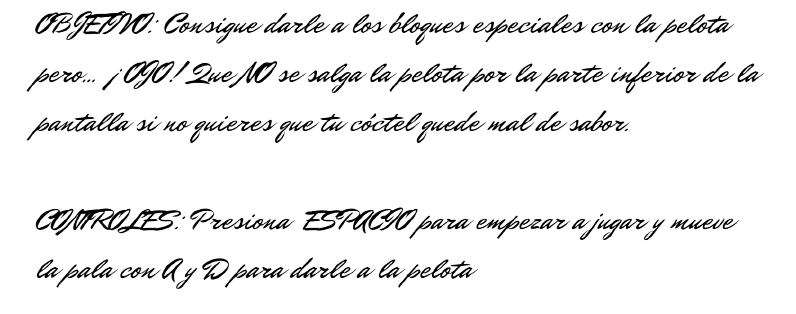 OBJETIVO: Consigue darle a los bloques especiales con la pelota
pero... ¡OJO! Que NO se salga la pelota por la parte inferior de la
pantalla si no quieres que tu cóctel quede mal de sabor.
CONTROLES: Presiona ESPACIO para empezar a jugar y mueve
la pala con A y D para darle a la pelota